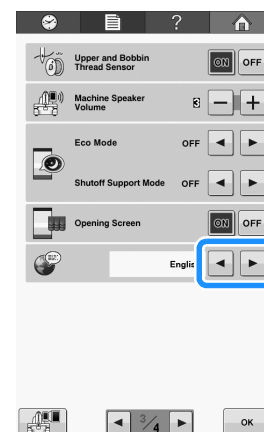 ?
Upper and Bobbin
Thread Sensor
ON OFF
Machine Speaker
Volume
3 − +
Eco Mode OFF
Shutoff Support Mode OFF
Opening Screen ON OFF
Englis
3/4
OK